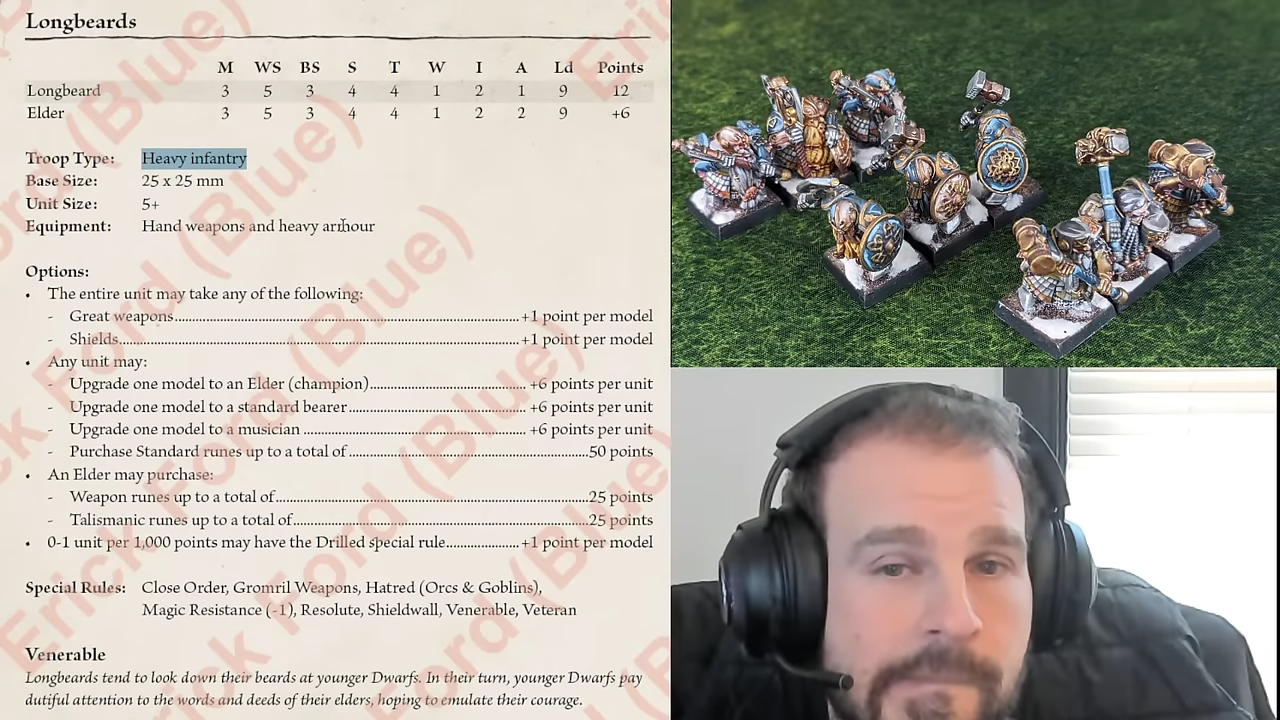 Longbeards
M WS BS S T W I A Ld Points
Longbeard 3 5 3 4 4 1 2 1 9 12
Elder 3 5 3 4 4 1 2 2 9 +6
Troop Type: Heavy infantry
Base Size: 25 x 25 mm
Unit Size: 5+
Equipment: Hand weapons and heavy armour
Options:
• The entire unit may take any of the following:
- Great weapons........+1 point per model
- Shields........+1 point per model
• Any unit may:
- Upgrade one model to an Elder (champion)........+6 points per unit
- Upgrade one model to a standard bearer........+6 points per unit
- Upgrade one model to a musician........+6 points per unit
- Purchase Standard runes up to a total of........50 points
• An Elder may purchase:
- Weapon runes up to a total of........25 points
- Talismanic runes up to a total of........25 points
• 0-1 unit per 1,000 points may have the Drilled special rule........+1 point per model
Special Rules: Close Order, Gromril Weapons, Hatred (Orcs & Goblins),
Magic Resistance (-1), Resolute, Shieldwall, Venerable, Veteran
Venerable
Longbeards tend to look down their beards at younger Dwarfs. In their turn, younger Dwarfs pay
dutiful attention to the words and deeds of their elders, hoping to emulate their courage.
Erick Ford (Blue)